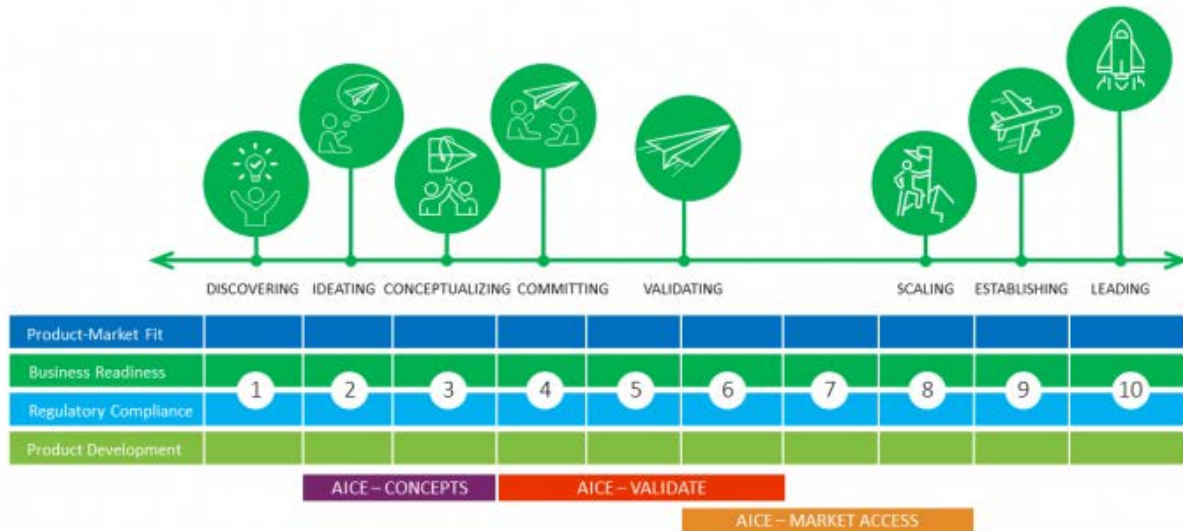 DISCOVERING IDEATING CONCEPTUALIZING COMMITTING VALIDATING SCALING ESTABLISHING LEADING
Product-Market Fit
Business Readiness
1 2 3 4 5 6 7 8 9 10
Regulatory Compliance
Product Development
AICE – CONCEPTS AICE – VALIDATE
AICE – MARKET ACCESS